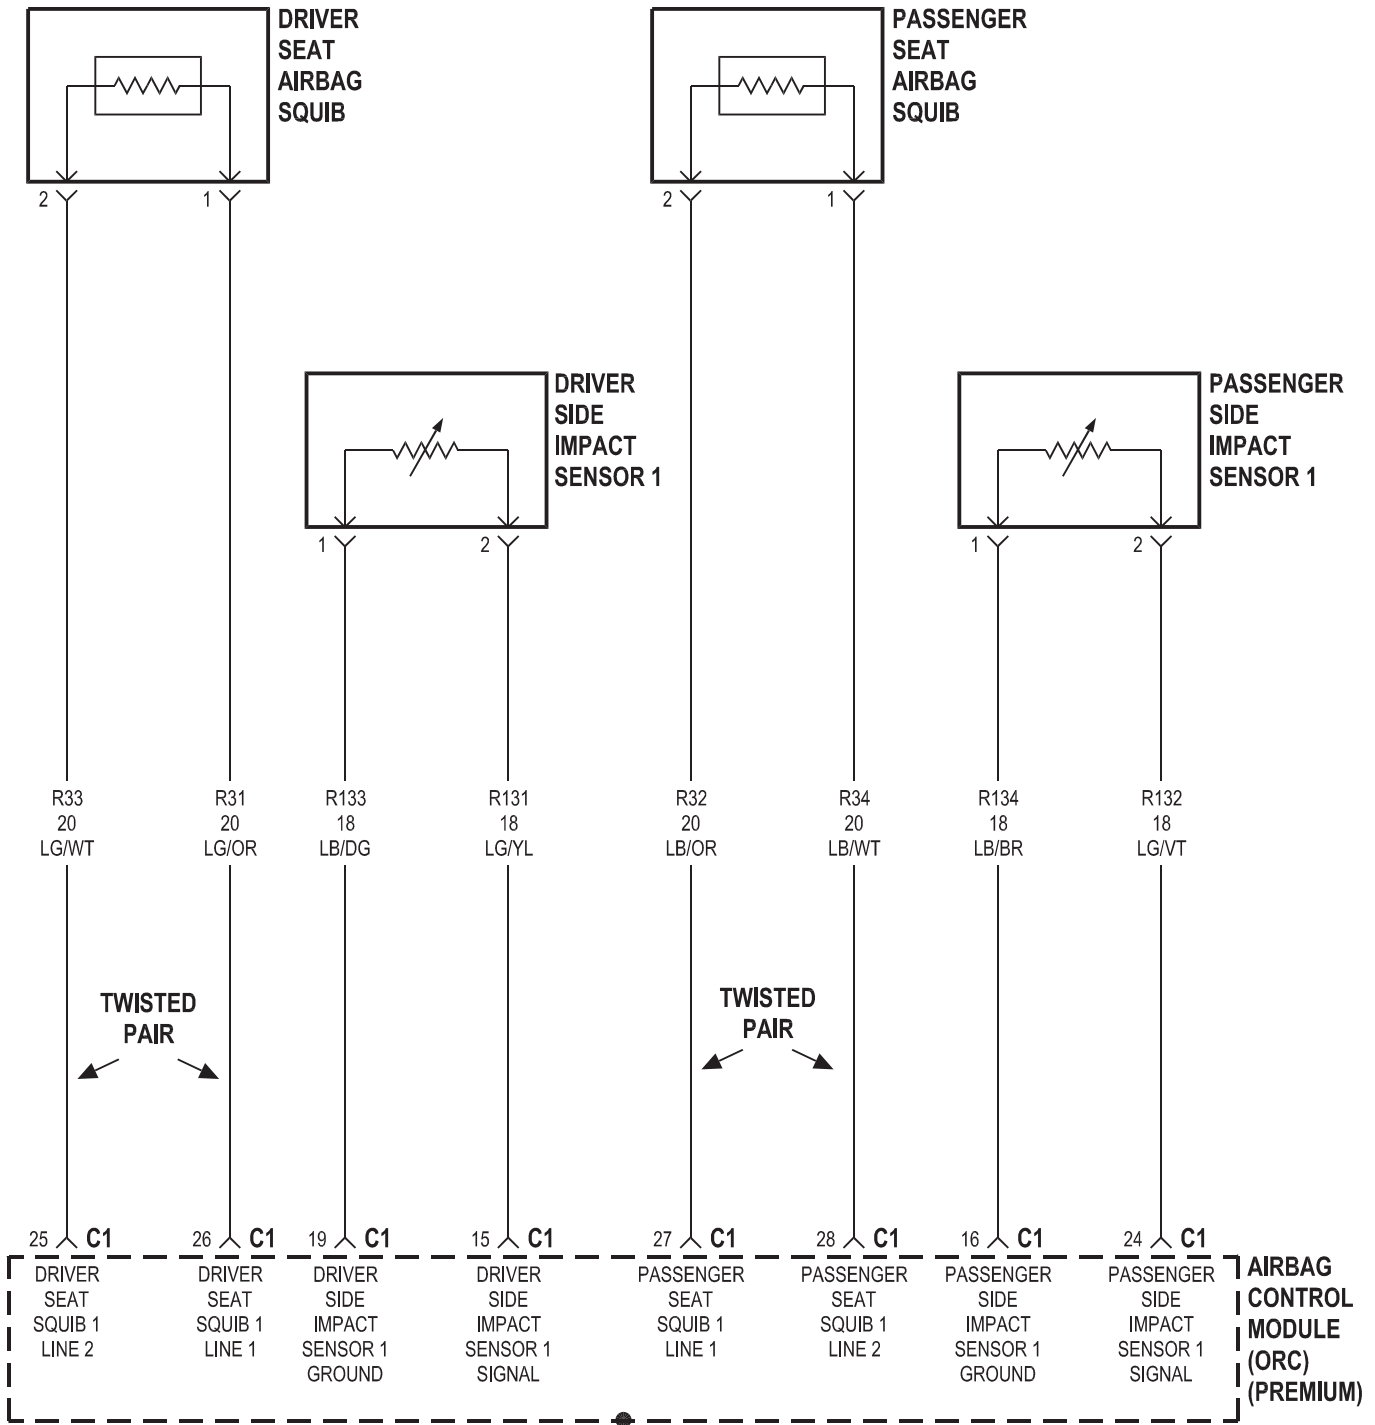 DRIVER
SEAT
AIRBAG
SQUIB
PASSENGER
SEAT
AIRBAG
SQUIB
2
1
2
1
DRIVER
SIDE
IMPACT
SENSOR 1
PASSENGER
SIDE
IMPACT
SENSOR 1
1
2
1
2
R33
20
LG/WT
R31
20
LG/OR
R133
18
LB/DG
R131
18
LG/YL
R32
20
LB/OR
R34
20
LB/WT
R134
18
LB/BR
R132
18
LG/VT
TWISTED
PAIR
TWISTED
PAIR
25 C1
26 C1
19 C1
15 C1
27 C1
28 C1
16 C1
24 C1
DRIVER
SEAT
SQUIB 1
LINE 2
DRIVER
SEAT
SQUIB 1
LINE 1
DRIVER
SIDE
IMPACT
SENSOR 1
GROUND
DRIVER
SIDE
IMPACT
SENSOR 1
SIGNAL
PASSENGER
SEAT
SQUIB 1
LINE 1
PASSENGER
SEAT
SQUIB 1
LINE 2
PASSENGER
SIDE
IMPACT
SENSOR 1
GROUND
PASSENGER
SIDE
IMPACT
SENSOR 1
SIGNAL
AIRBAG
CONTROL
MODULE
(ORC)
(PREMIUM)